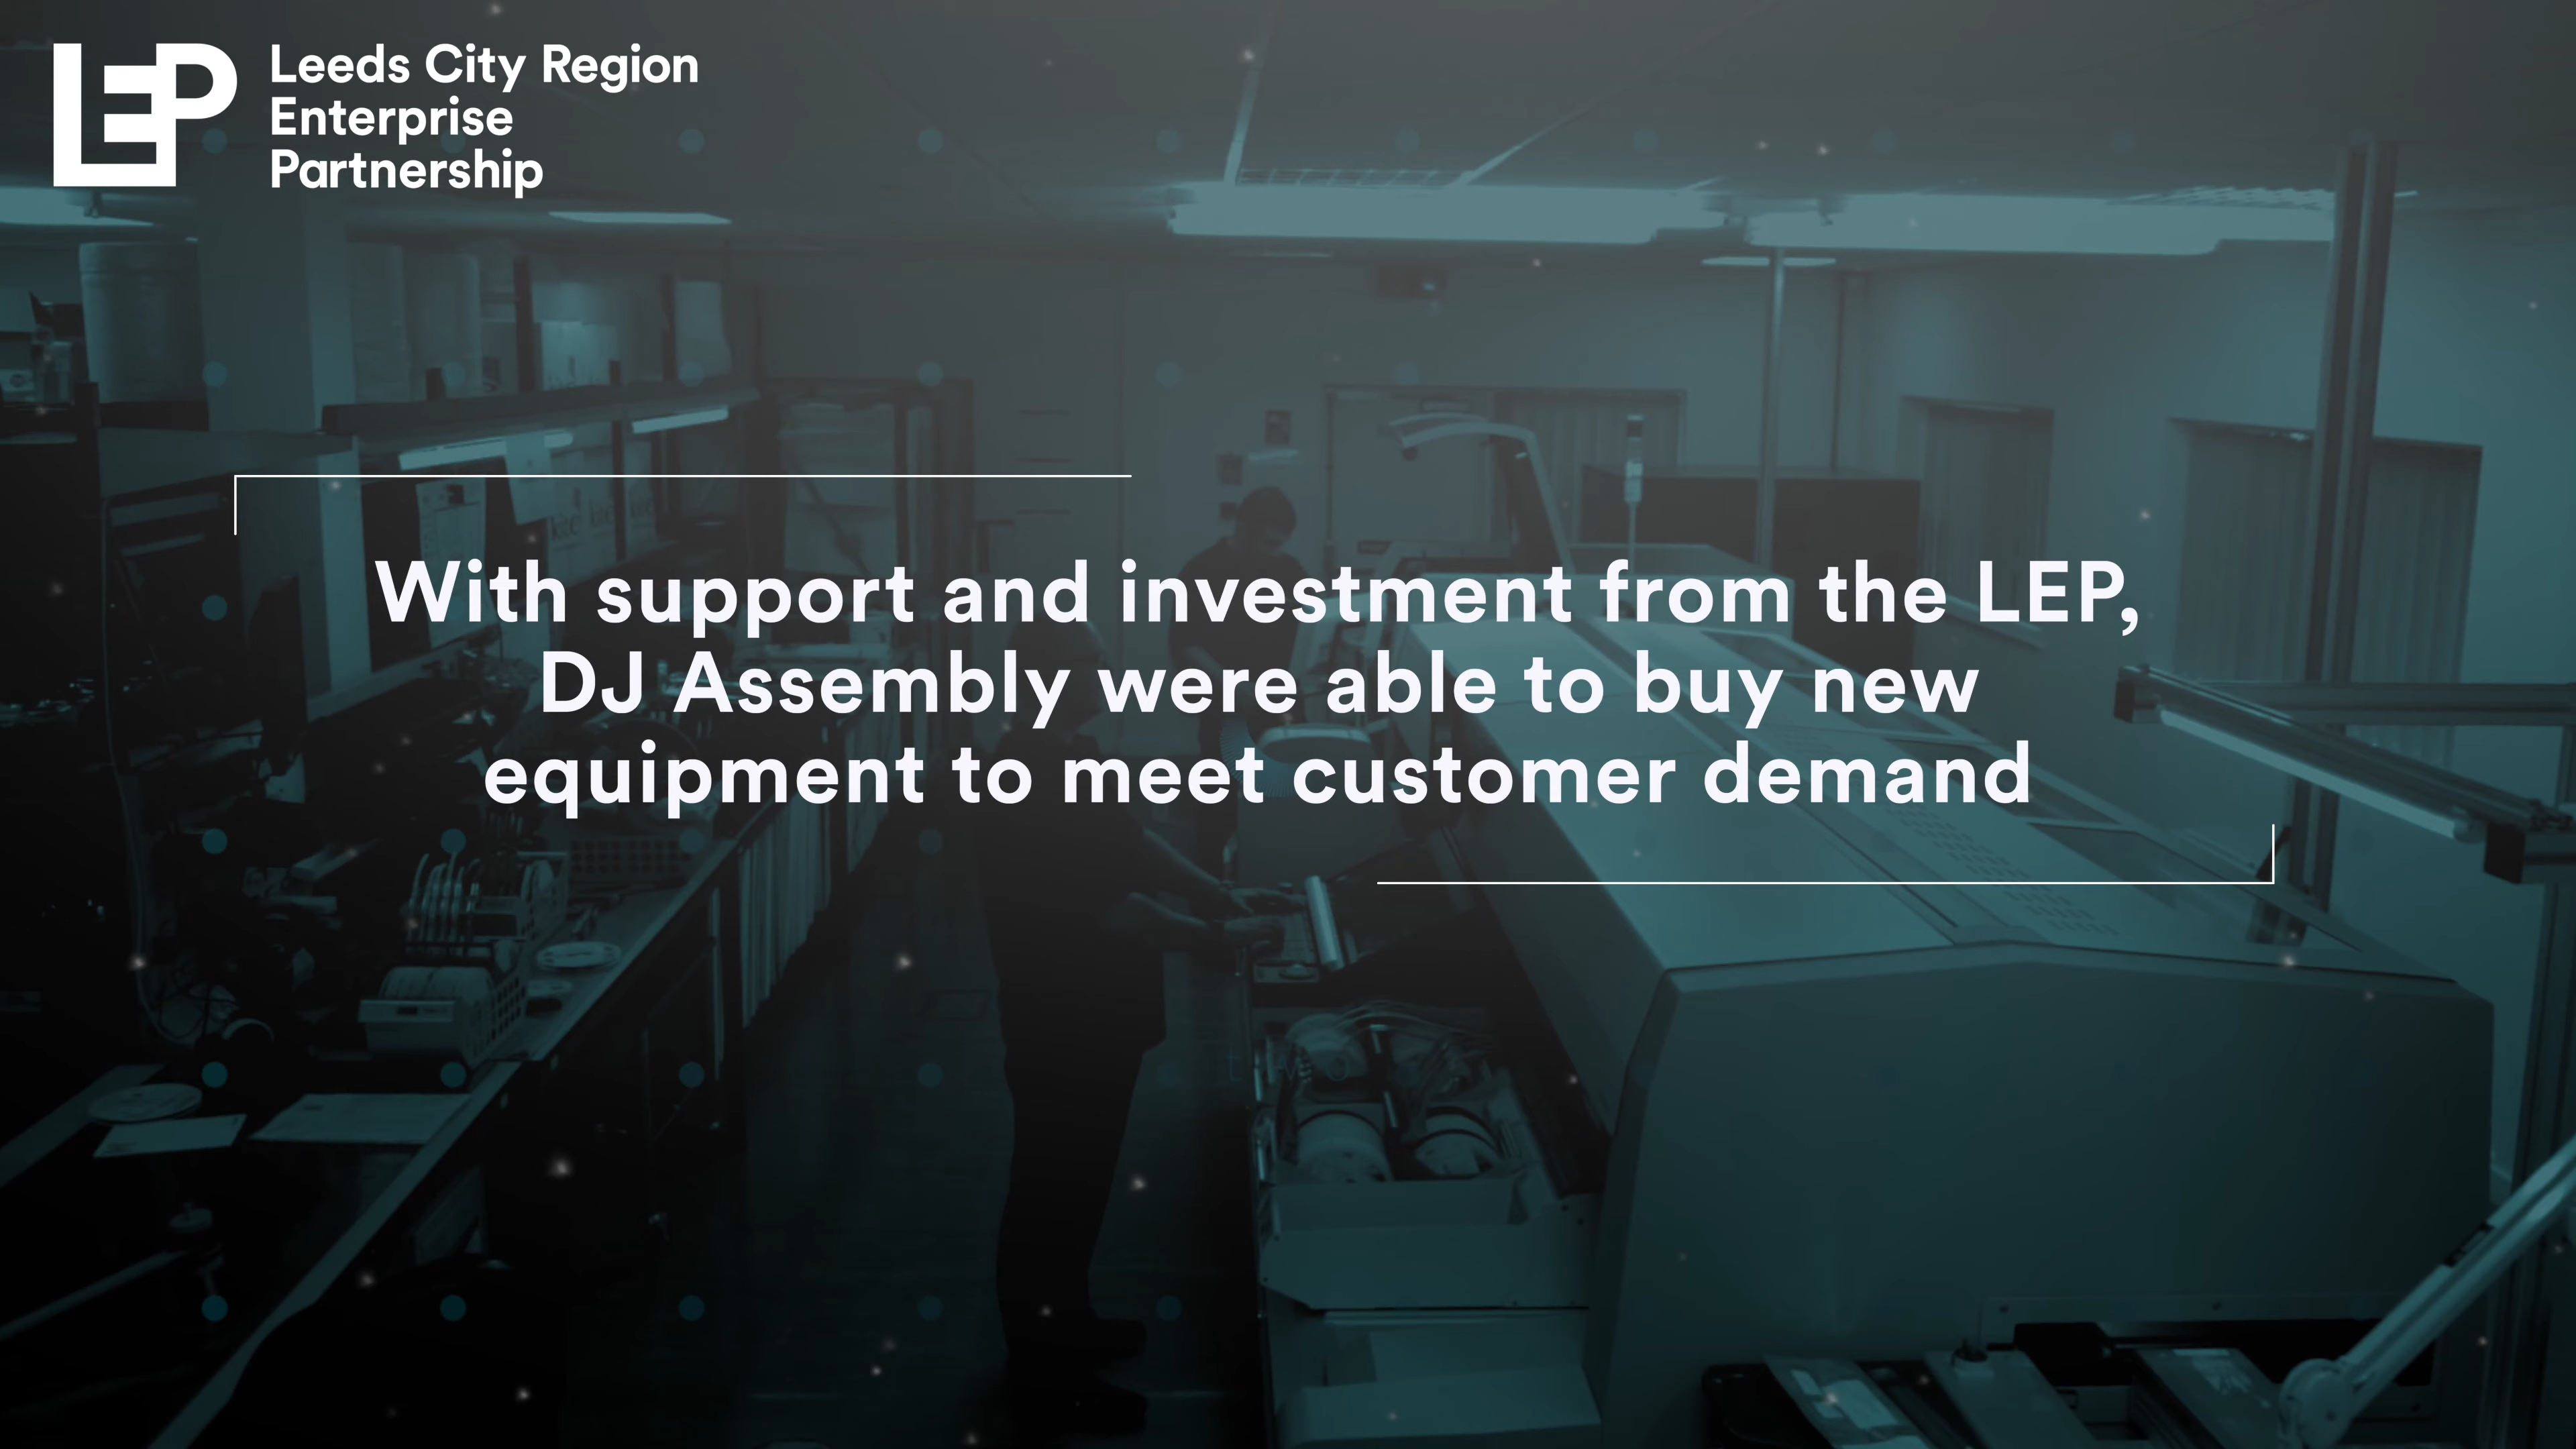 LEP
Leeds City Region
Enterprise
Partnership
With support and investment from the LEP,
DJ Assembly were able to buy new
equipment to meet customer demand